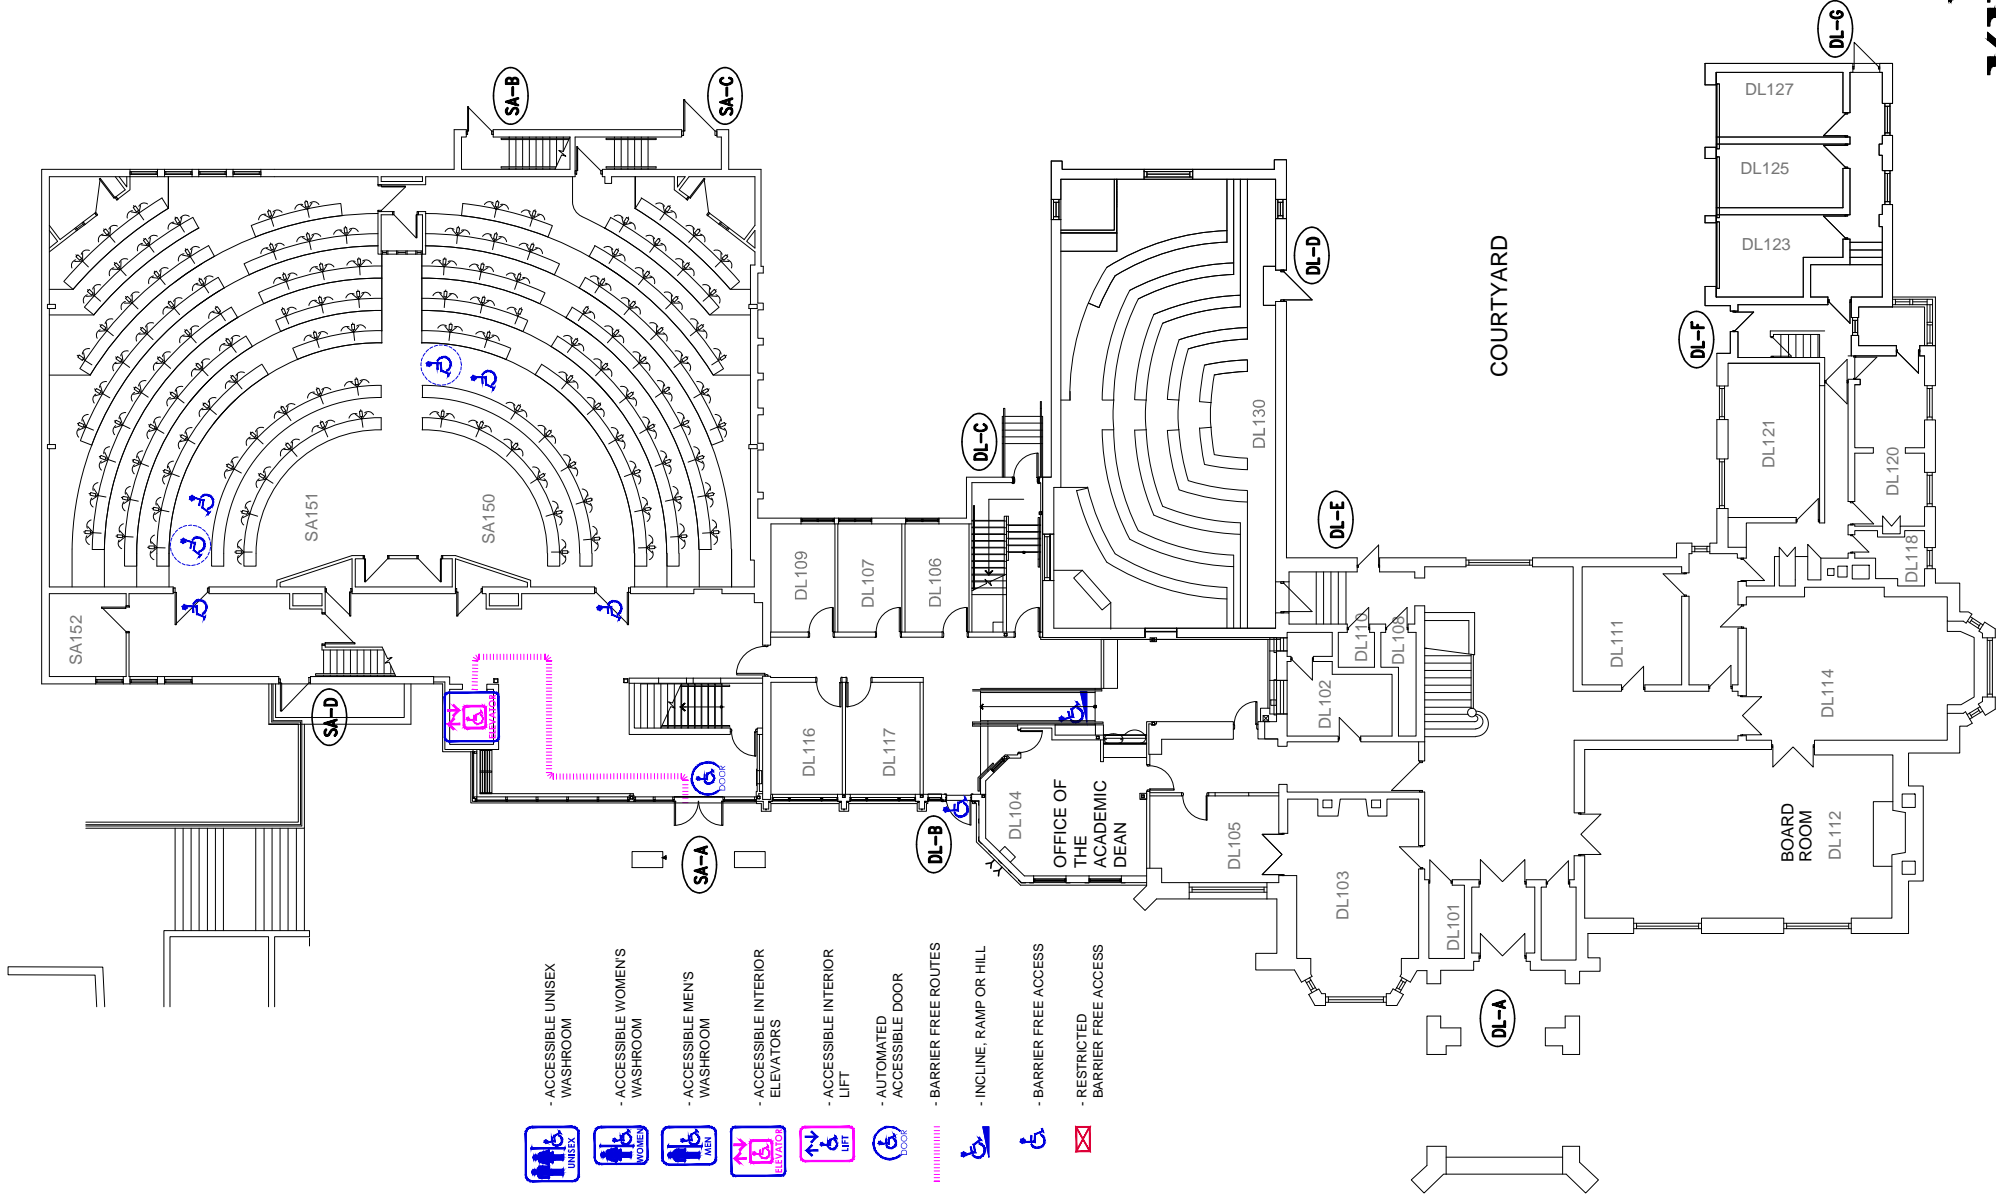 SA-B
SA-C
DL-G
DL127
DL125
DL123
DL-F
DL-D
COURTYARD
DL-C
DL130
DL121
DL120
DL-E
DL118
SA151
SA150
SA152
DL109
DL107
DL106
DL110
DL108
DL111
DL102
DL114
SA-D
ELEVATOR
DOOR
DL116
DL117
DL104
OFFICE OF
THE
ACADEMIC
DEAN
DL105
BOARD
ROOM
DL112
SA-A
DL-B
DL103
DL101
DL-A
- ACCESSIBLE UNISEX
WASHROOM
UNISEX
- ACCESSIBLE WOMEN'S
WASHROOM
WOMEN
- ACCESSIBLE MEN'S
WASHROOM
MEN
- ACCESSIBLE INTERIOR
ELEVATORS
ELEVATOR
- ACCESSIBLE INTERIOR
LIFT
LIFT
- AUTOMATED
ACCESSIBLE DOOR
DOOR
- BARRIER FREE ROUTES
- INCLINE, RAMP OR HILL
- BARRIER FREE ACCESS
- RESTRICTED
BARRIER FREE ACCESS